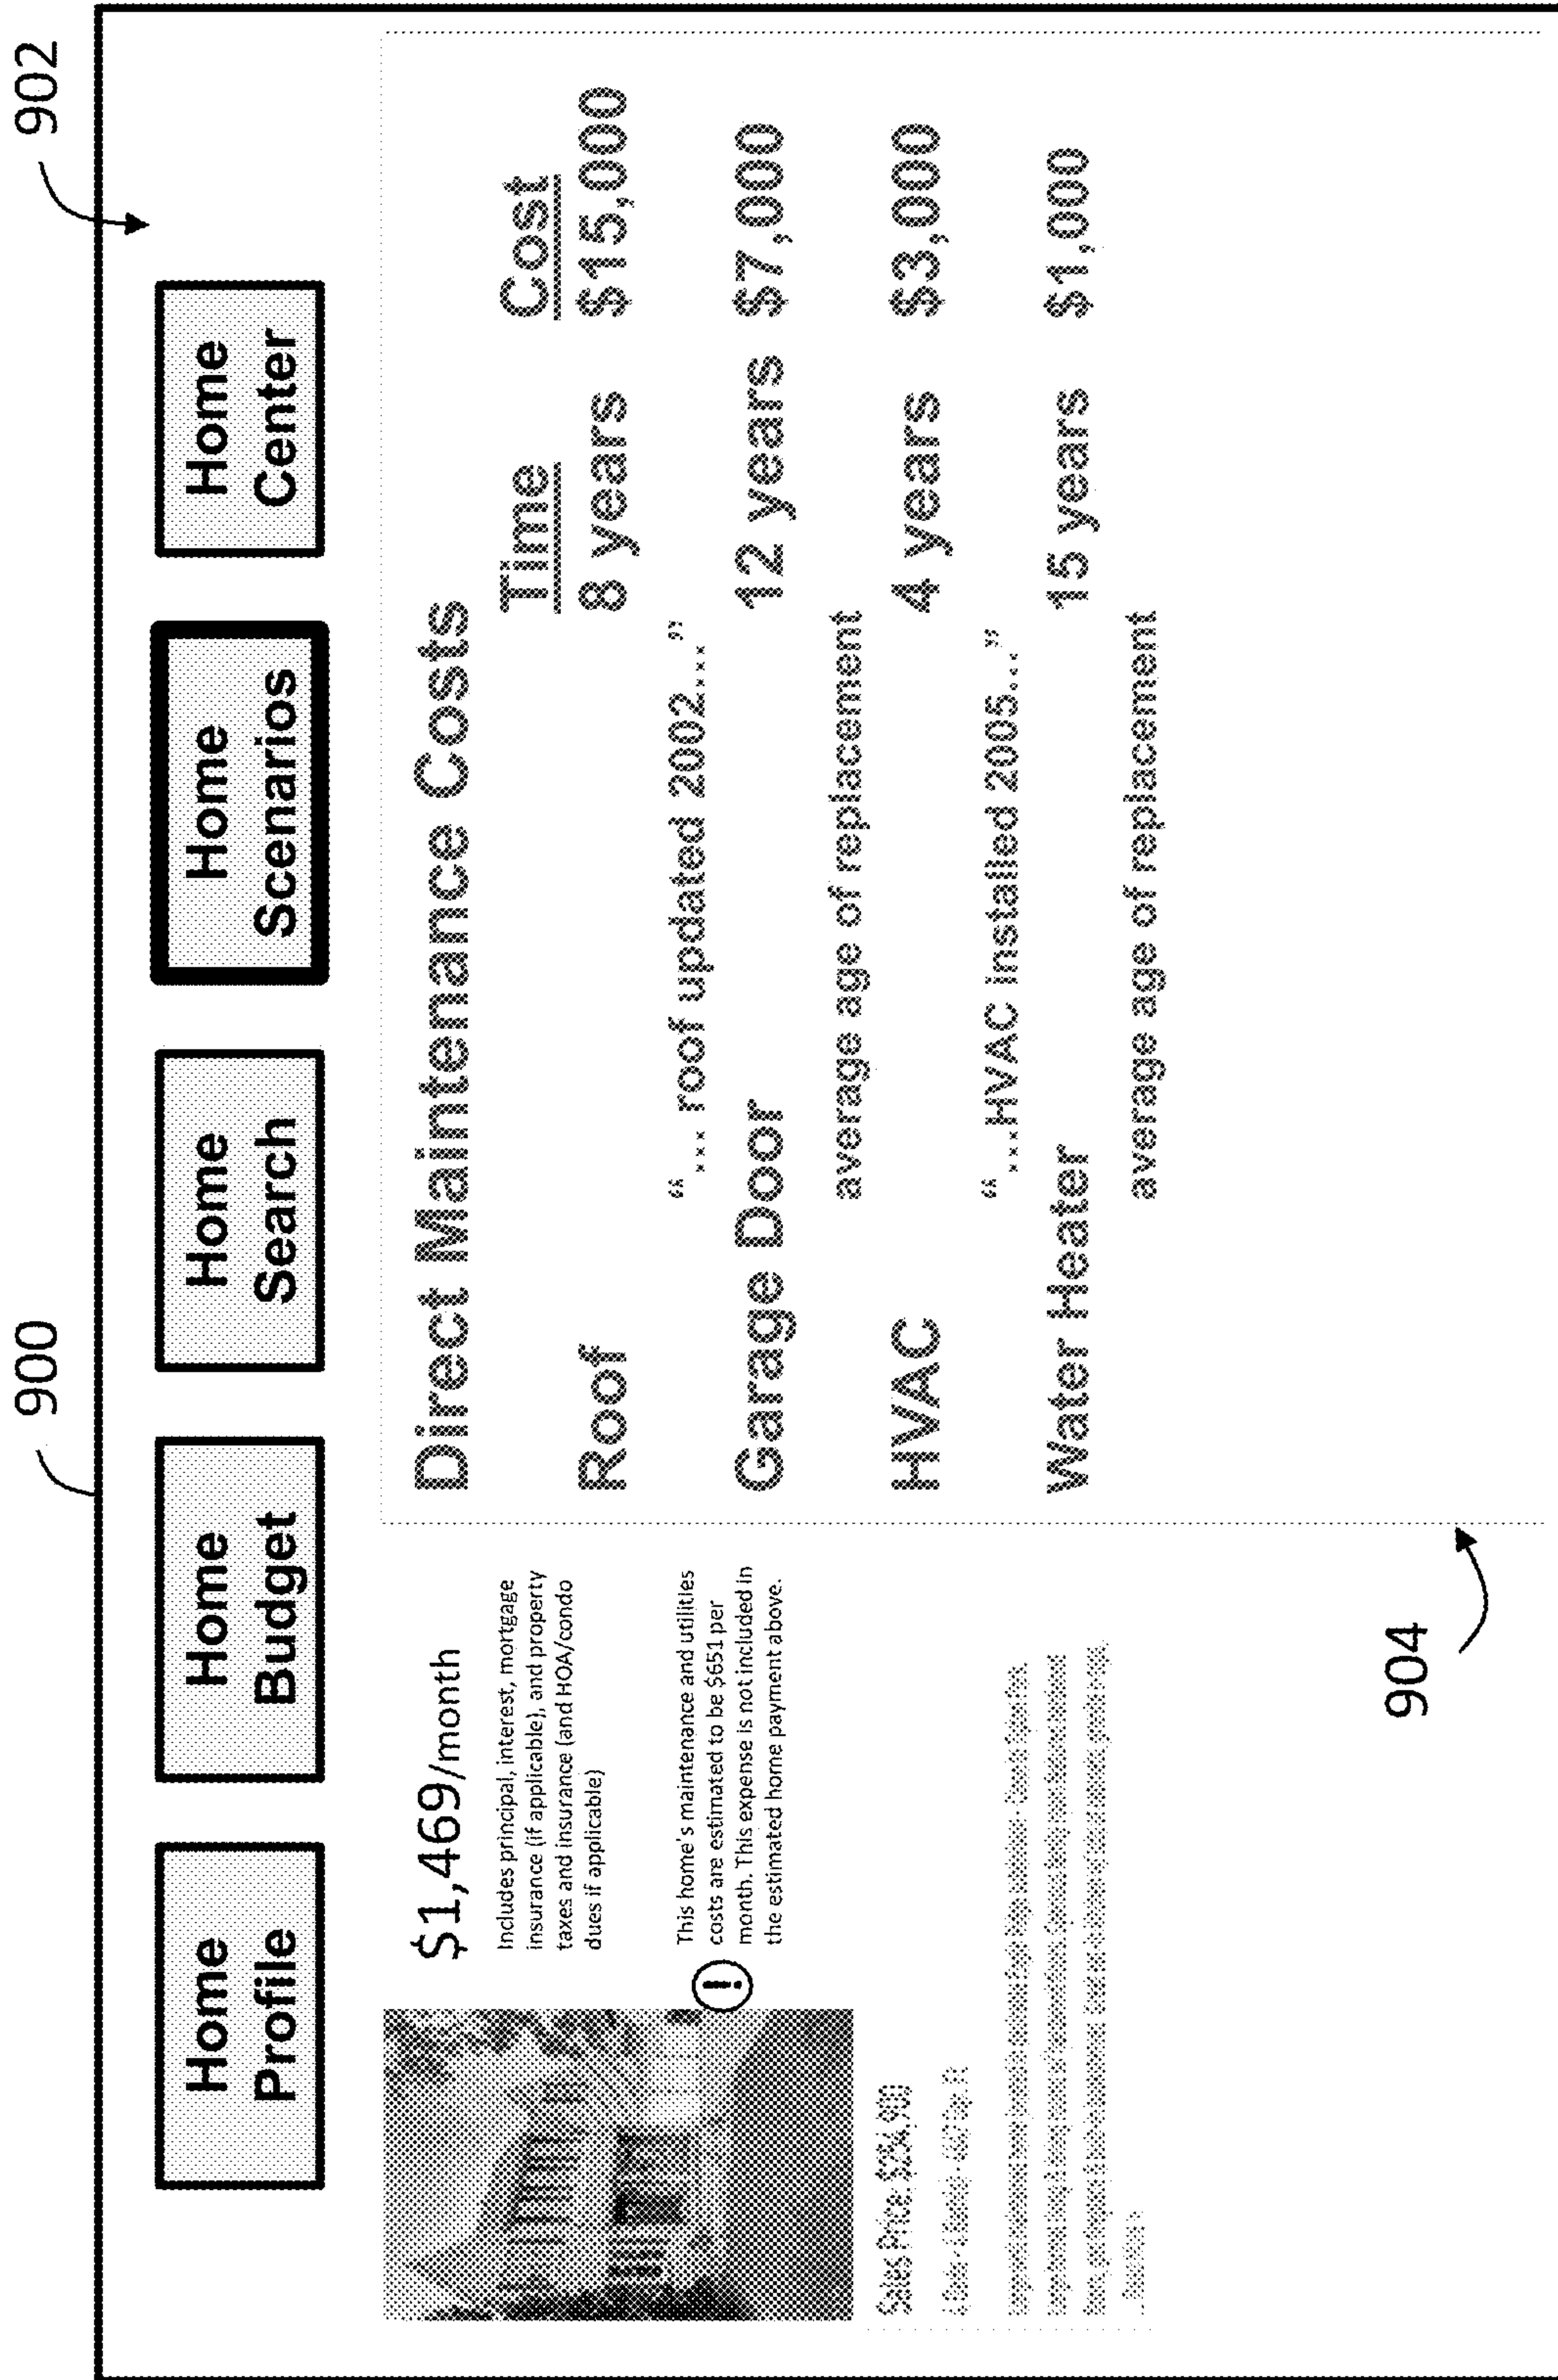 900
902
Home
Profile
Home
Budget
Home
Search
Home
Scenarios
Home
Center
$1,469/month
Includes principal, interest, mortgage
insurance (if applicable), and property
taxes and insurance (and HOA/condo
dues if applicable)
!
This home's maintenance and utilities
costs are estimated to be $651 per
month. This expense is not included in
the estimated home payment above.
Sales Price: $254,900
Direct Maintenance Costs
Time Cost
Roof 8 years $15,000
“... roof updated 2002...”
Garage Door 12 years $7,000
average age of replacement
HVAC 4 years $3,000
“...HVAC installed 2005...”
Water Heater 15 years $1,000
average age of replacement
904